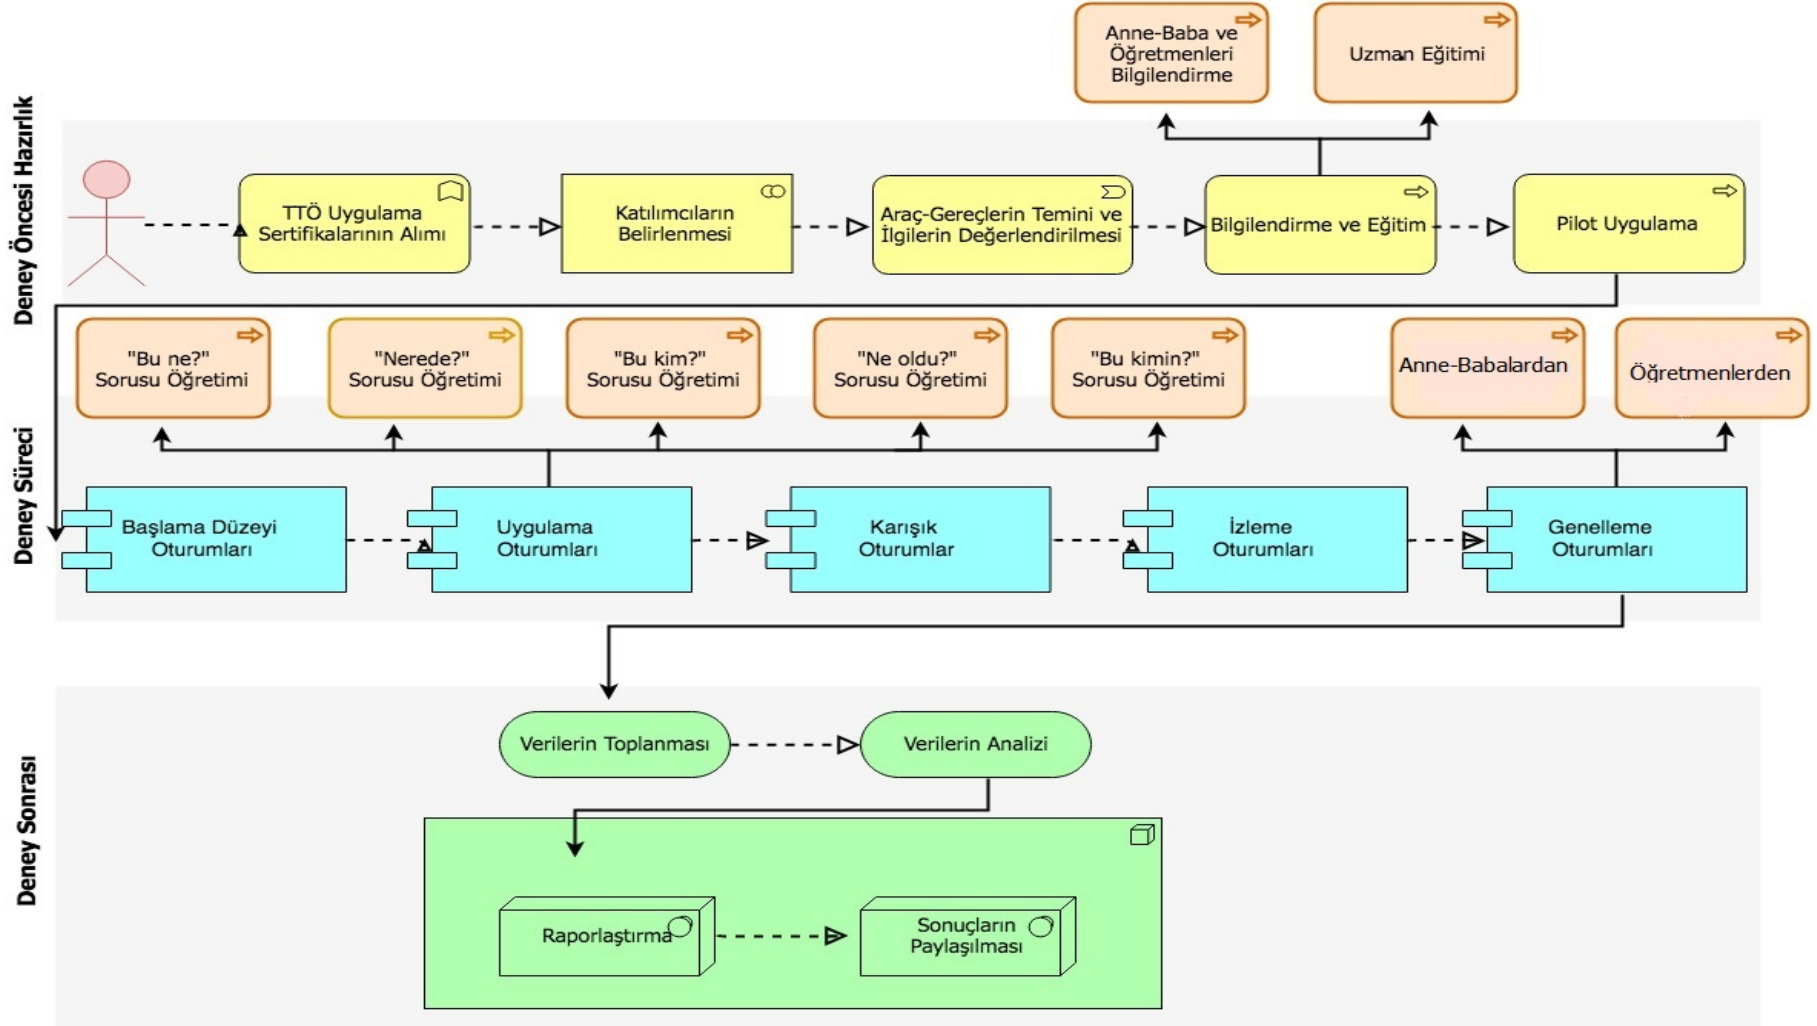 Deney Öncesi Hazırlık
Anne-Baba ve
Öğretmenleri
Bilgilendirme
Uzman Eğitimi
TTÖ Uygulama
Sertifikalarının Alımı
Katılımcıların
Belirlenmesi
Araç-Gereçlerin Temini ve
İlgilerin Değerlendirilmesi
Bilgilendirme ve Eğitim
Pilot Uygulama
Deney Süreci
"Bu ne?"
Sorusu Öğretimi
"Nerede?"
Sorusu Öğretimi
"Bu kim?"
Sorusu Öğretimi
"Ne oldu?"
Sorusu Öğretimi
"Bu kimin?"
Sorusu Öğretimi
Anne-Babalardan
Öğretmenlerden
Başlama Düzeyi
Oturumları
Uygulama
Oturumları
Karışık
Oturumlar
İzleme
Oturumları
Genelleme
Oturumları
Deney Sonrası
Verilerin Toplanması
Verilerin Analizi
Raporlaştırma
Sonuçların
Paylaşılması